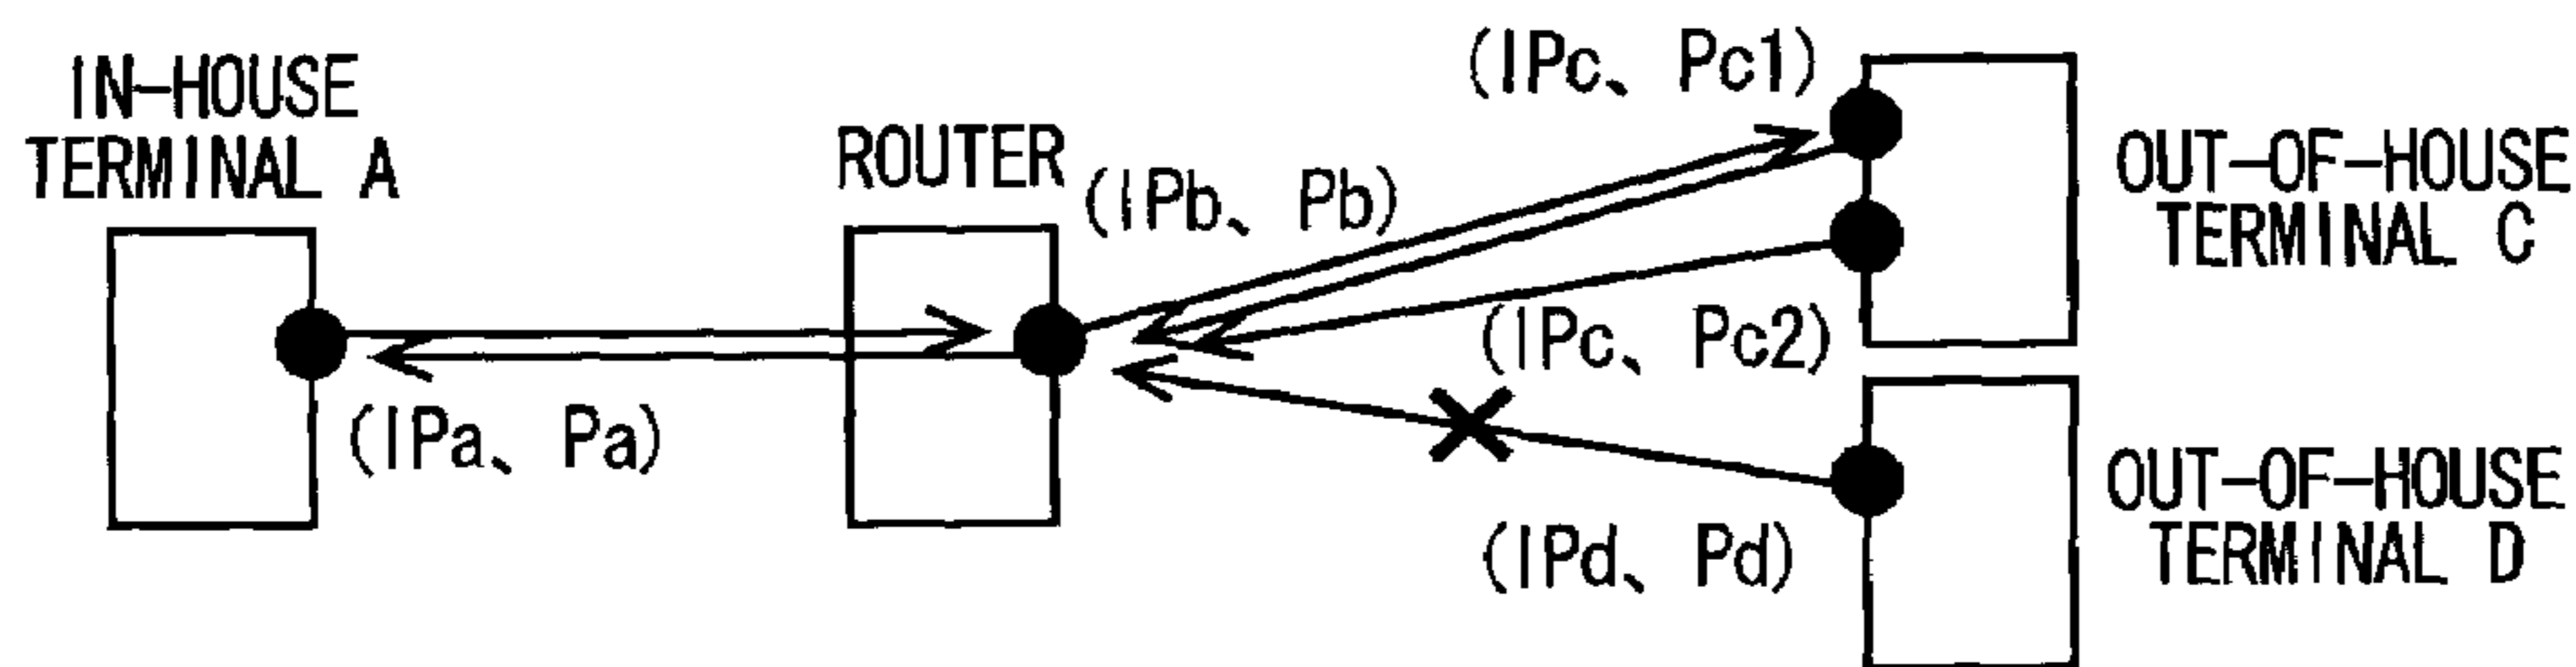 IN-HOUSE
TERMINAL A
ROUTER
(IPa、Pa)
(IPb、Pb)
(IPc、Pc1)
(IPc、Pc2)
(IPd、Pd)
OUT-OF-HOUSE
TERMINAL C
OUT-OF-HOUSE
TERMINAL D